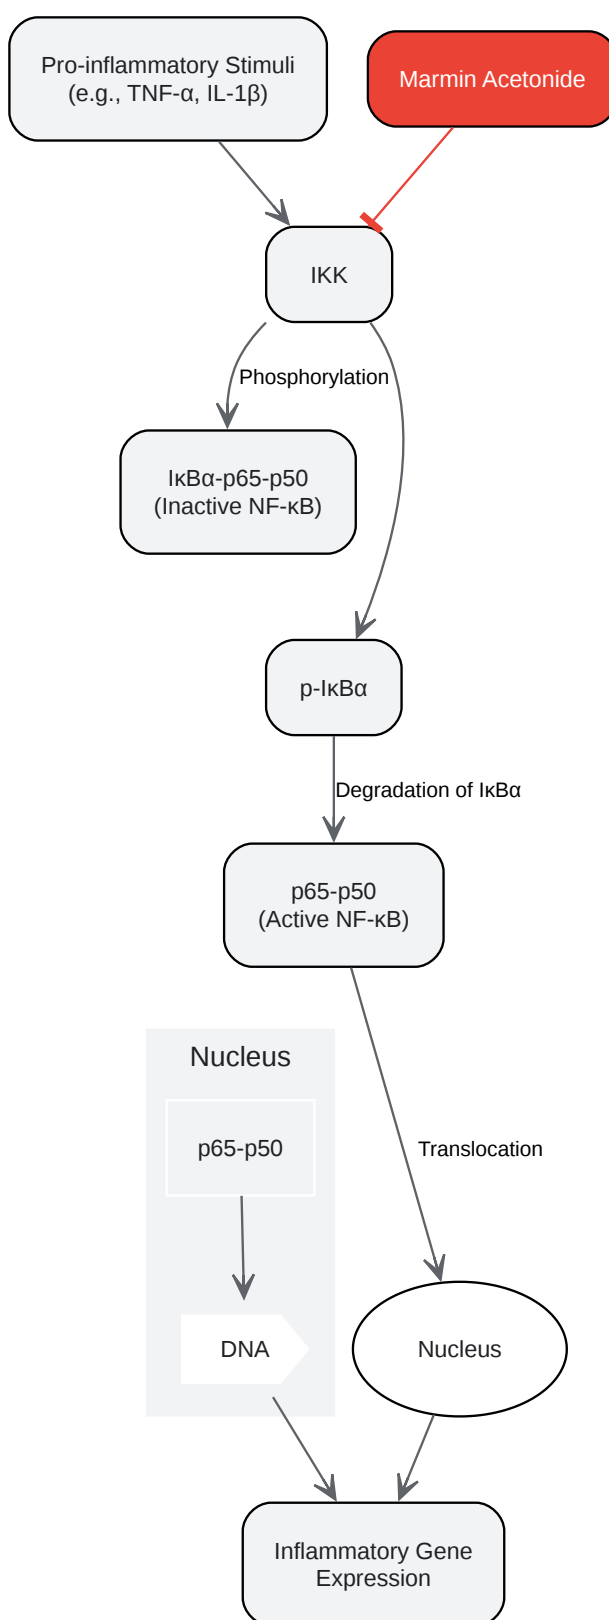 Pro-inflammatory Stimuli
(e.g., TNF-α, IL-1β)
Marmin Acetonide
IKK
Phosphorylation
IκBα-p65-p50
(Inactive NF-κB)
p-IκBα
Degradation of IκBα
p65-p50
(Active NF-κB)
Nucleus
p65-p50
Translocation
DNA
Nucleus
Inflammatory Gene
Expression